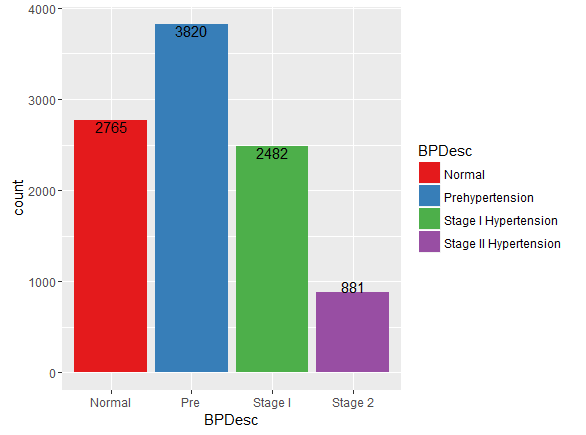 4000
3000
2000
1000
0
count
2765
3820
2482
881
Normal
Pre
Stage I
Stage 2
BPDesc
BPDesc
Normal
Prehypertension
Stage I Hypertension
Stage II Hypertension